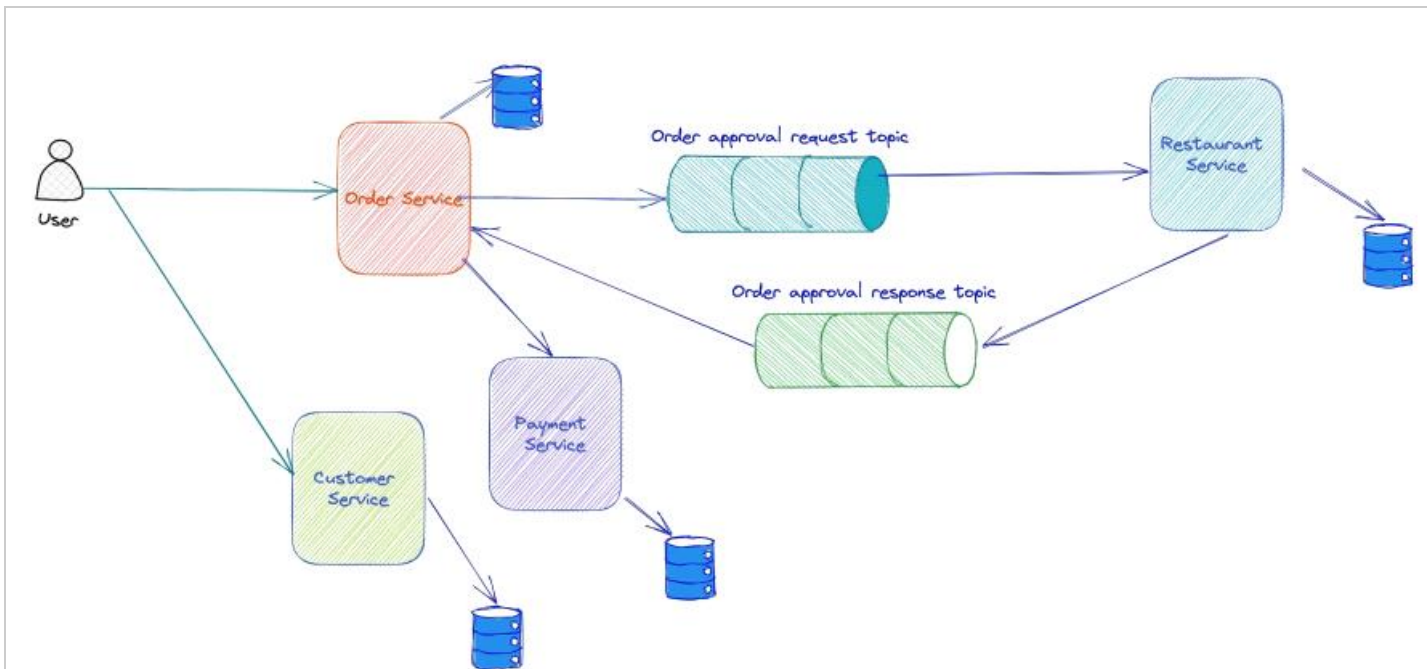 Order approval request topic
Restaurant
Service
Order Service
User
Order approval response topic
Payment
Service
Customer
Service